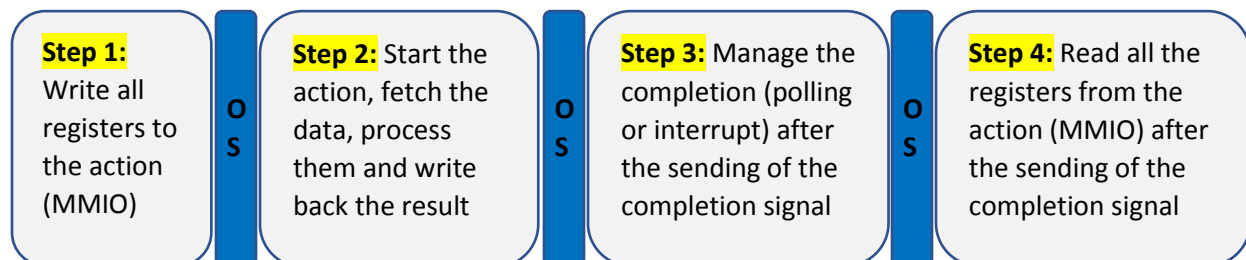 Step 1:
Write all
registers to
the action
(MMIO)
O
S
Step 2: Start the
action, fetch the
data, process
them and write
back the result
O
S
Step 3: Manage the
completion (polling
or interrupt) after
the sending of the
completion signal
O
S
Step 4: Read all the
registers from the
action (MMIO) after
the sending of the
completion signal